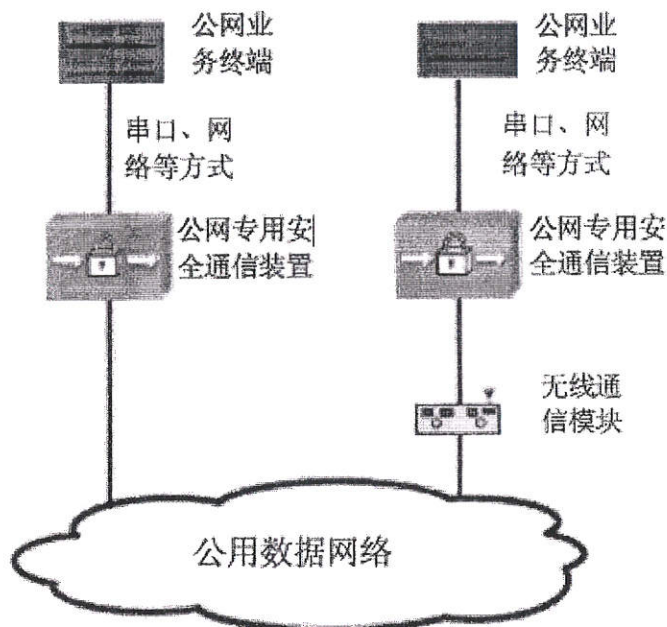 公网业
务终端
公网业
务终端
串口、网
络等方式
串口、网
络等方式
公网专用安
全通信装置
公网专用安
全通信装置
无线通
信模块
公用数据网络